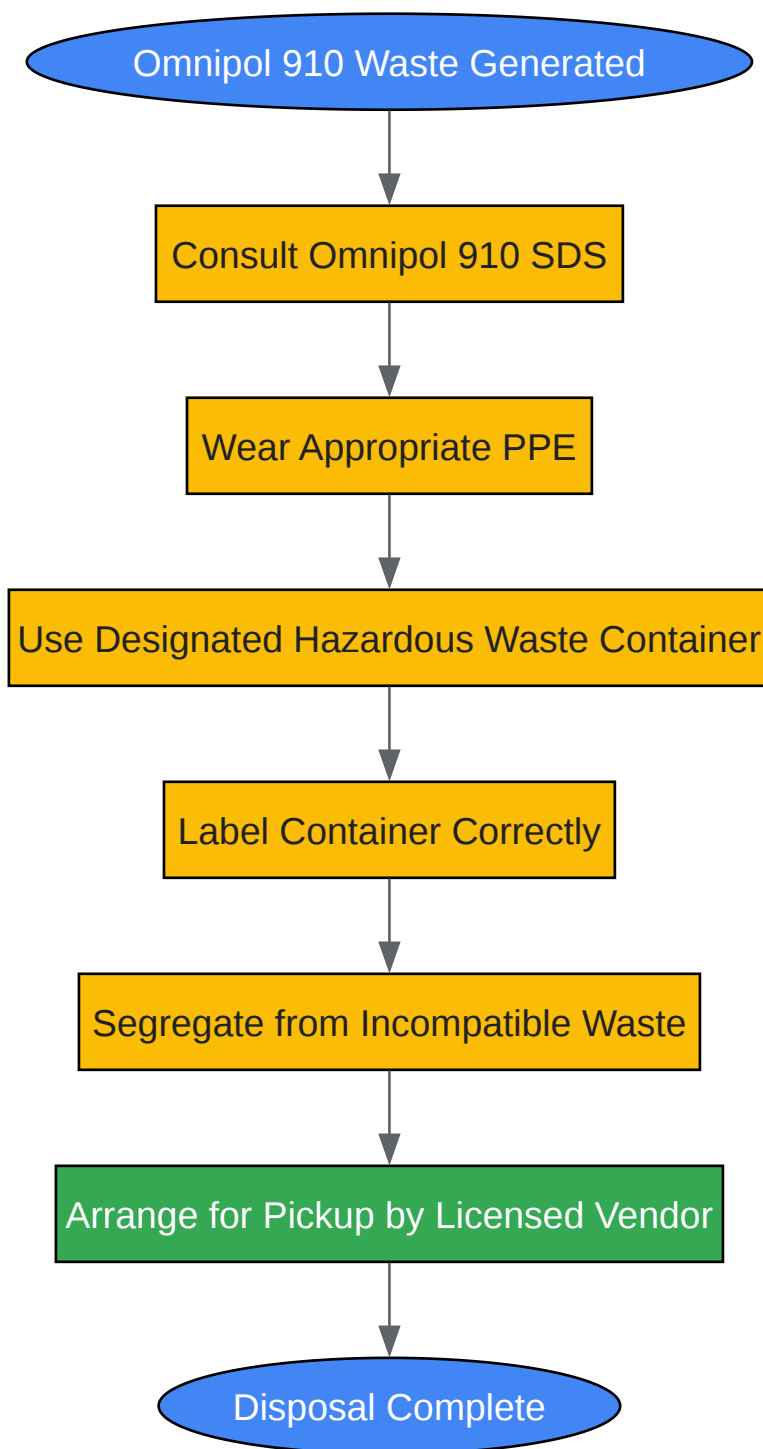 Omnipol 910 Waste Generated
Consult Omnipol 910 SDS
Wear Appropriate PPE
Use Designated Hazardous Waste Container
Label Container Correctly
Segregate from Incompatible Waste
Arrange for Pickup by Licensed Vendor
Disposal Complete